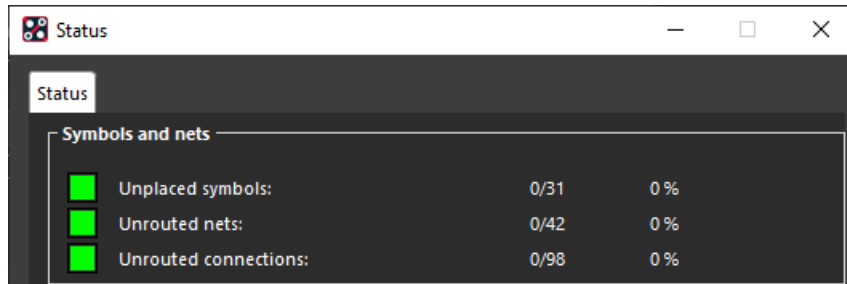 Status
Status
Symbols and nets
Unplaced symbols: 0/31 0 %
Unrouted nets: 0/42 0 %
Unrouted connections: 0/98 0 %